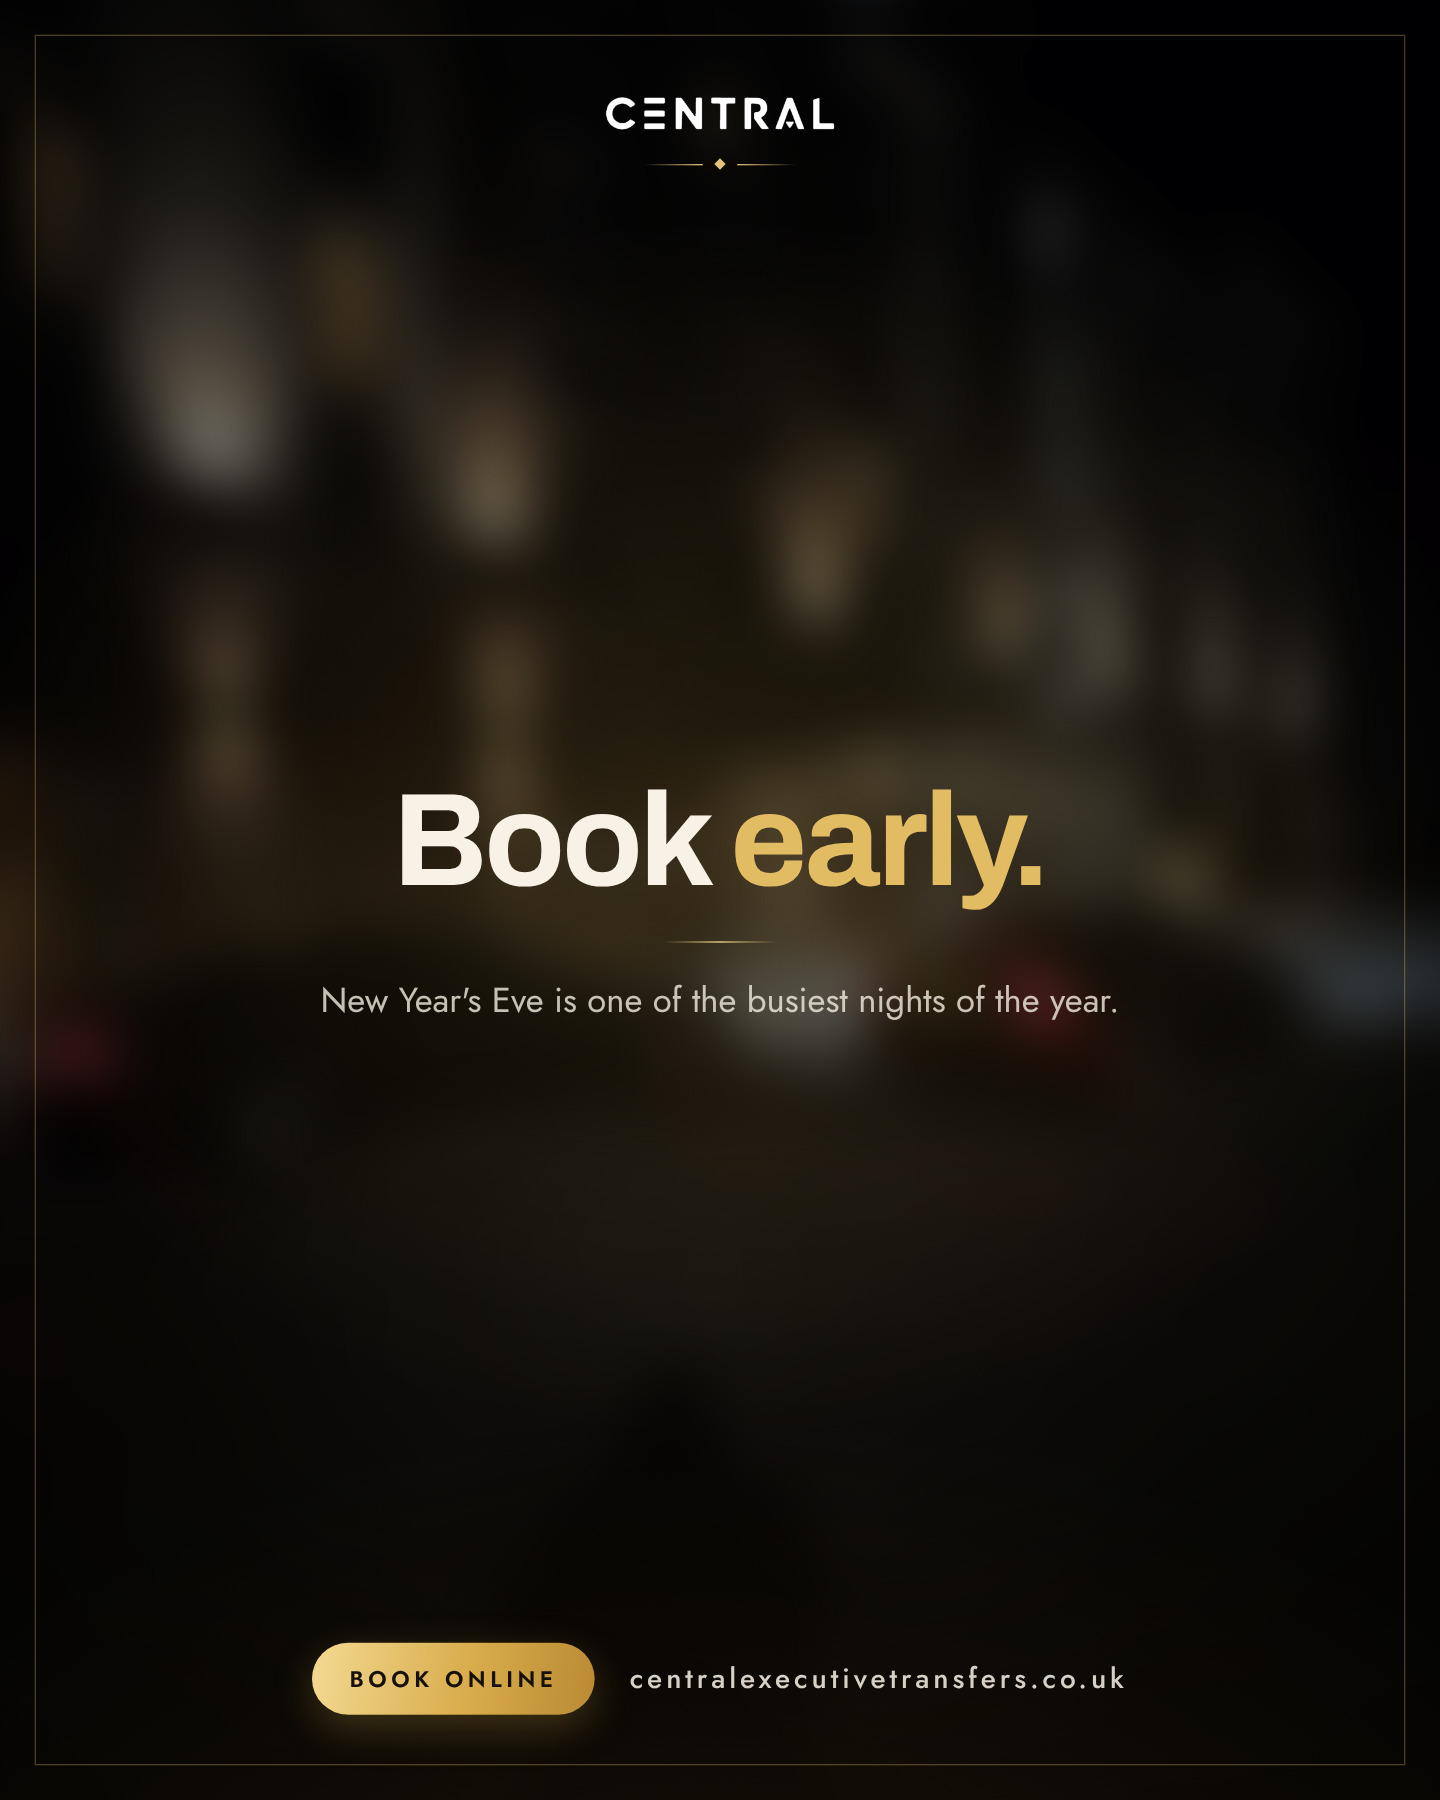 CENTRAL
Book early.
New Year's Eve is one of the busiest nights of the year.
BOOK ONLINE centralexecutivetransfers.co.uk